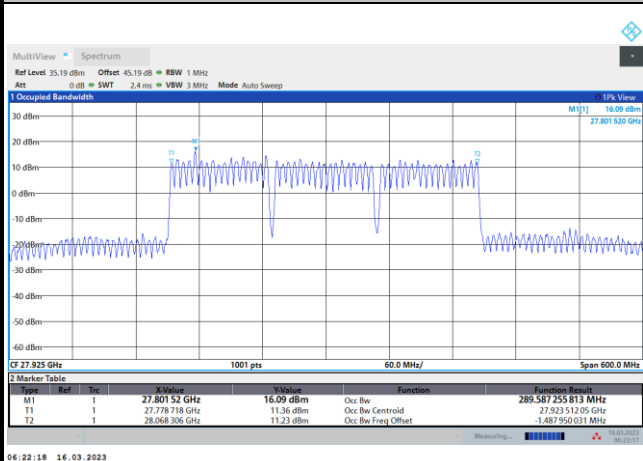 MultiView Spectrum
Ref Level 35.19 dBm Offset 45.19 dB RBW 1 MHz
Att 0 dB SWT 2.4 ms VBW 3 MHz Mode Auto Sweep
1 Occupied Bandwidth 1Pk View
M1[1] 16.09 dBm
27.801 520 GHz
30 dBm
20 dBm
M1
T1 T2
10 dBm
0 dBm
-10 dBm
-20 dBm
-30 dBm
-40 dBm
-50 dBm
-60 dBm
CF 27.925 GHz 1001 pts 60.0 MHz/ Span 600.0 MHz
2 Marker Table
Type Ref Trc X-Value Y-Value Function Function Result
M1 1 27.801 52 GHz 16.09 dBm Occ Bw 289.587 255 813 MHz
T1 1 27.778 718 GHz 11.36 dBm Occ Bw Centroid 27.923 512 05 GHz
T2 1 28.068 306 GHz 11.23 dBm Occ Bw Freq Offset -1.487 950 031 MHz
Measuring... 16.03.2023
06:22:17
06:22:18 16.03.2023